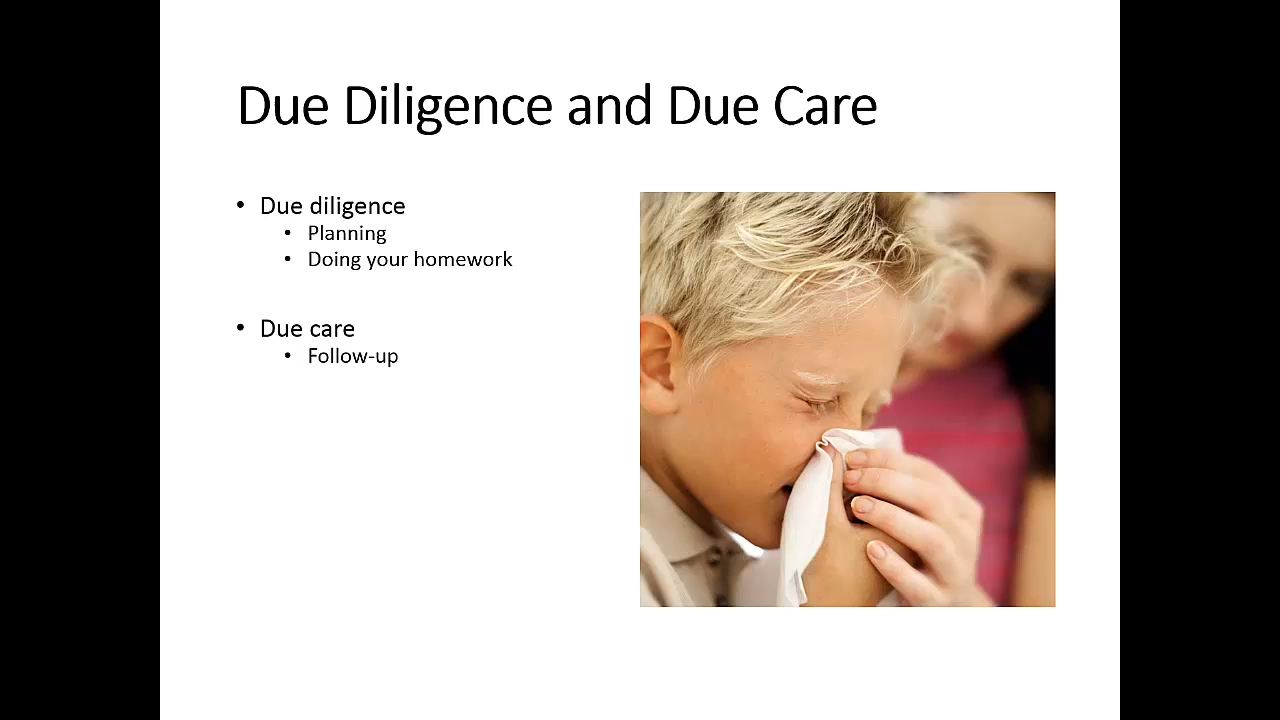 Due Diligence and Due Care
• Due diligence
• Planning
• Doing your homework
• Due care
• Follow-up